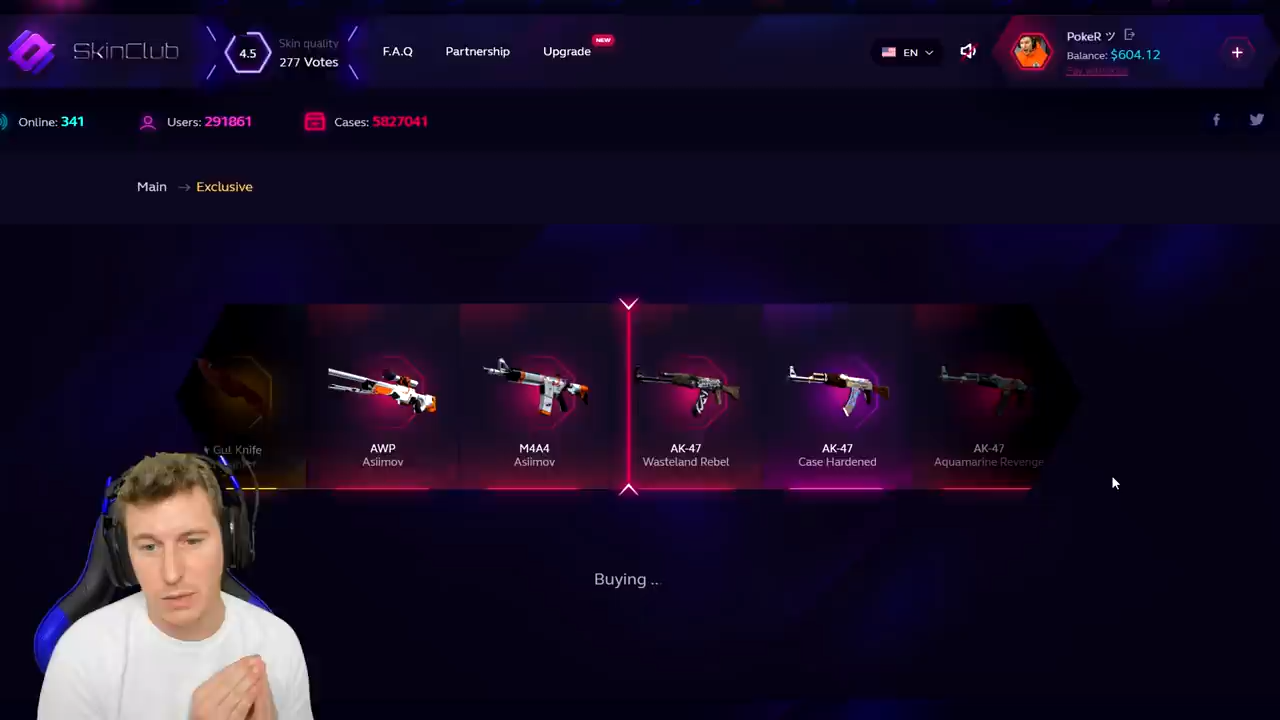 SkinClub
4.5
Skin quality
277 Votes
F.A.Q
Partnership
Upgrade
NEW
EN
PokeR ツ
Balance: $604.12
Online: 341
Users: 291861
Cases: 5827041
Main → Exclusive
Gut Knife
AWP
Asiimov
M4A4
Asiimov
AK-47
Wasteland Rebel
AK-47
Case Hardened
AK-47
Aquamarine Revenge
Buying ...